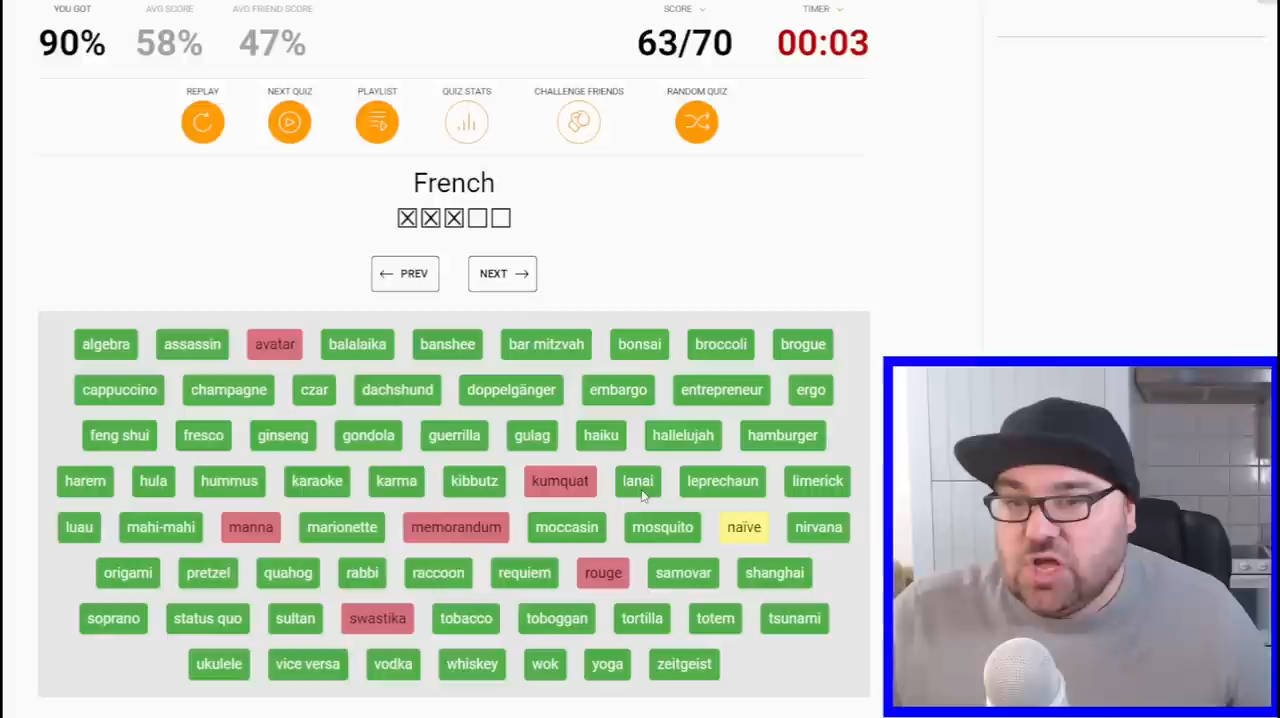 YOU GOT AVG SCORE AVG FRIEND SCORE SCORE TIMER
90% 58% 47% 63/70 00:03
REPLAY NEXT QUIZ PLAYLIST QUIZ STATS CHALLENGE FRIENDS RANDOM QUIZ
French
← PREV NEXT →
algebra assassin avatar balalaika banshee bar mitzvah bonsai broccoli brogue
cappuccino champagne czar dachshund doppelgänger embargo entrepreneur ergo
feng shui fresco ginseng gondola guerrilla gulag haiku hallelujah hamburger
harem hula hummus karaoke karma kibbutz kumquat lanai leprechaun limerick
luau mahi-mahi manna marionette memorandum moccasin mosquito naïve nirvana
origami pretzel quahog rabbi raccoon requiem rouge samovar shanghai
soprano status quo sultan swastika tobacco toboggan tortilla totem tsunami
ukulele vice versa vodka whiskey wok yoga zeitgeist